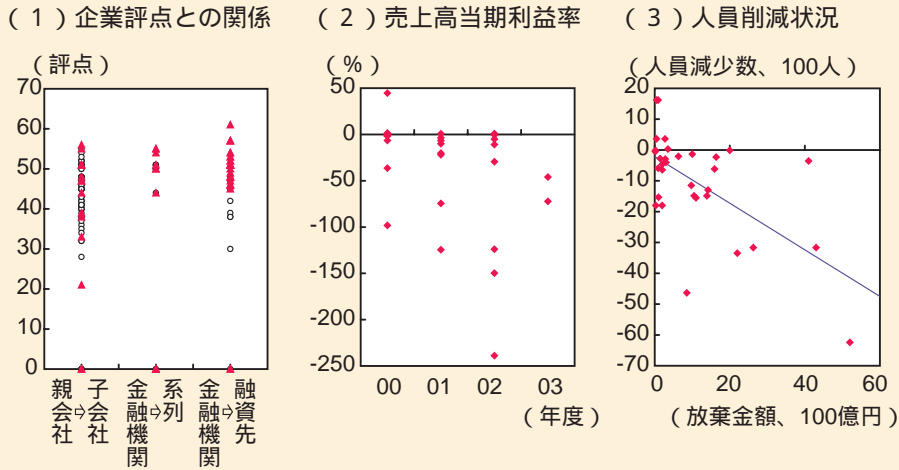 (１)企業評点との関係
(評点)
70
60
50
40
30
20
10
0
親会社⇨子会社
金融機関⇨系列
金融機関⇨融資先
(２)売上高当期利益率
(％)
50
0
-50
-100
-150
-200
-250
00 01 02 03
(年度)
(３)人員削減状況
(人員減少数、100人)
20
10
0
-10
-20
-30
-40
-50
-60
-70
0 20 40 60
(放棄金額、100億円)